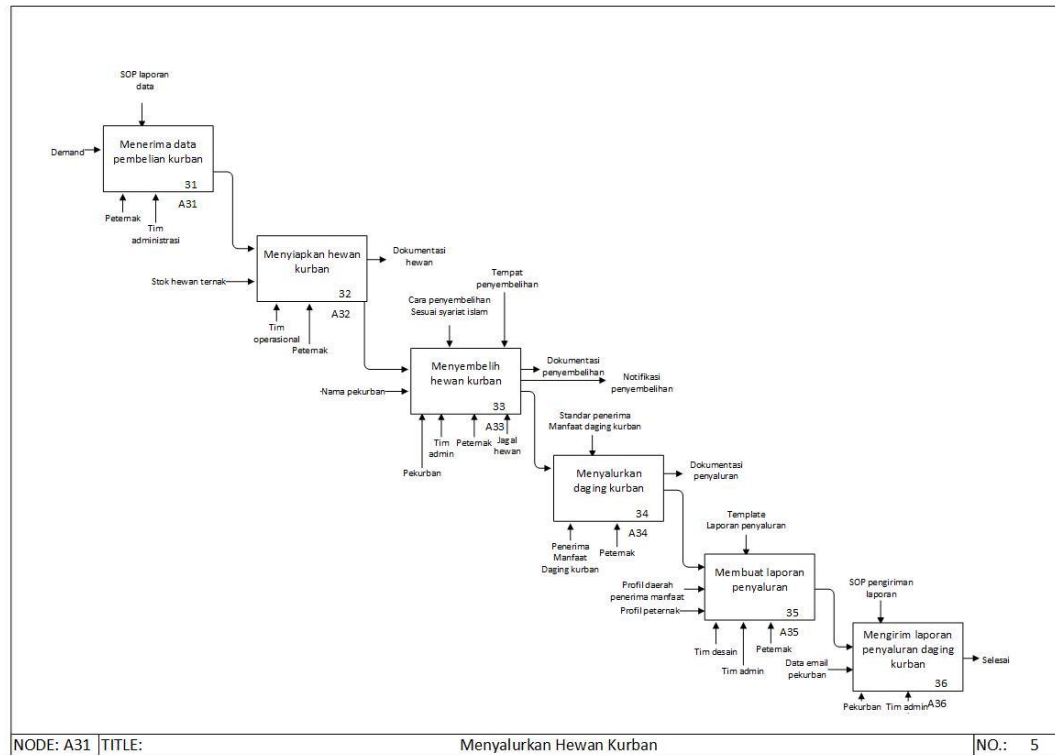 SOP laporan
data
Demand
Menerima data
pembelian kurban
31
A31
Peternak
Tim
administrasi
Stok hewan ternak
Menyiapkan hewan
kurban
32
A32
Dokumentasi
hewan
Tim
operasional
Peternak
Cara penyembelihan
Sesuai syariat islam
Tempat
penyembelihan
Nama pekurban
Menyembelih
hewan kurban
33
A33
Dokumentasi
penyembelihan
Notifikasi
penyembelihan
Pekurban
Tim
admin
Peternak
Jagal
hewan
Standar penerima
Manfaat daging kurban
Menyalurkan
daging kurban
34
A34
Dokumentasi
penyaluran
Penerima
Manfaat
Daging kurban
Peternak
Template
Laporan penyaluran
Profil daerah
penerima manfaat
Profil peternak
Membuat laporan
penyaluran
35
A35
Tim desain
Tim admin
Peternak
SOP pengiriman
laporan
Data email
pekurban
Mengirim laporan
penyaluran daging
kurban
36
A36
Selesai
Pekurban
Tim admin
NODE: A31 TITLE: Menyalurkan Hewan Kurban NO.: 5